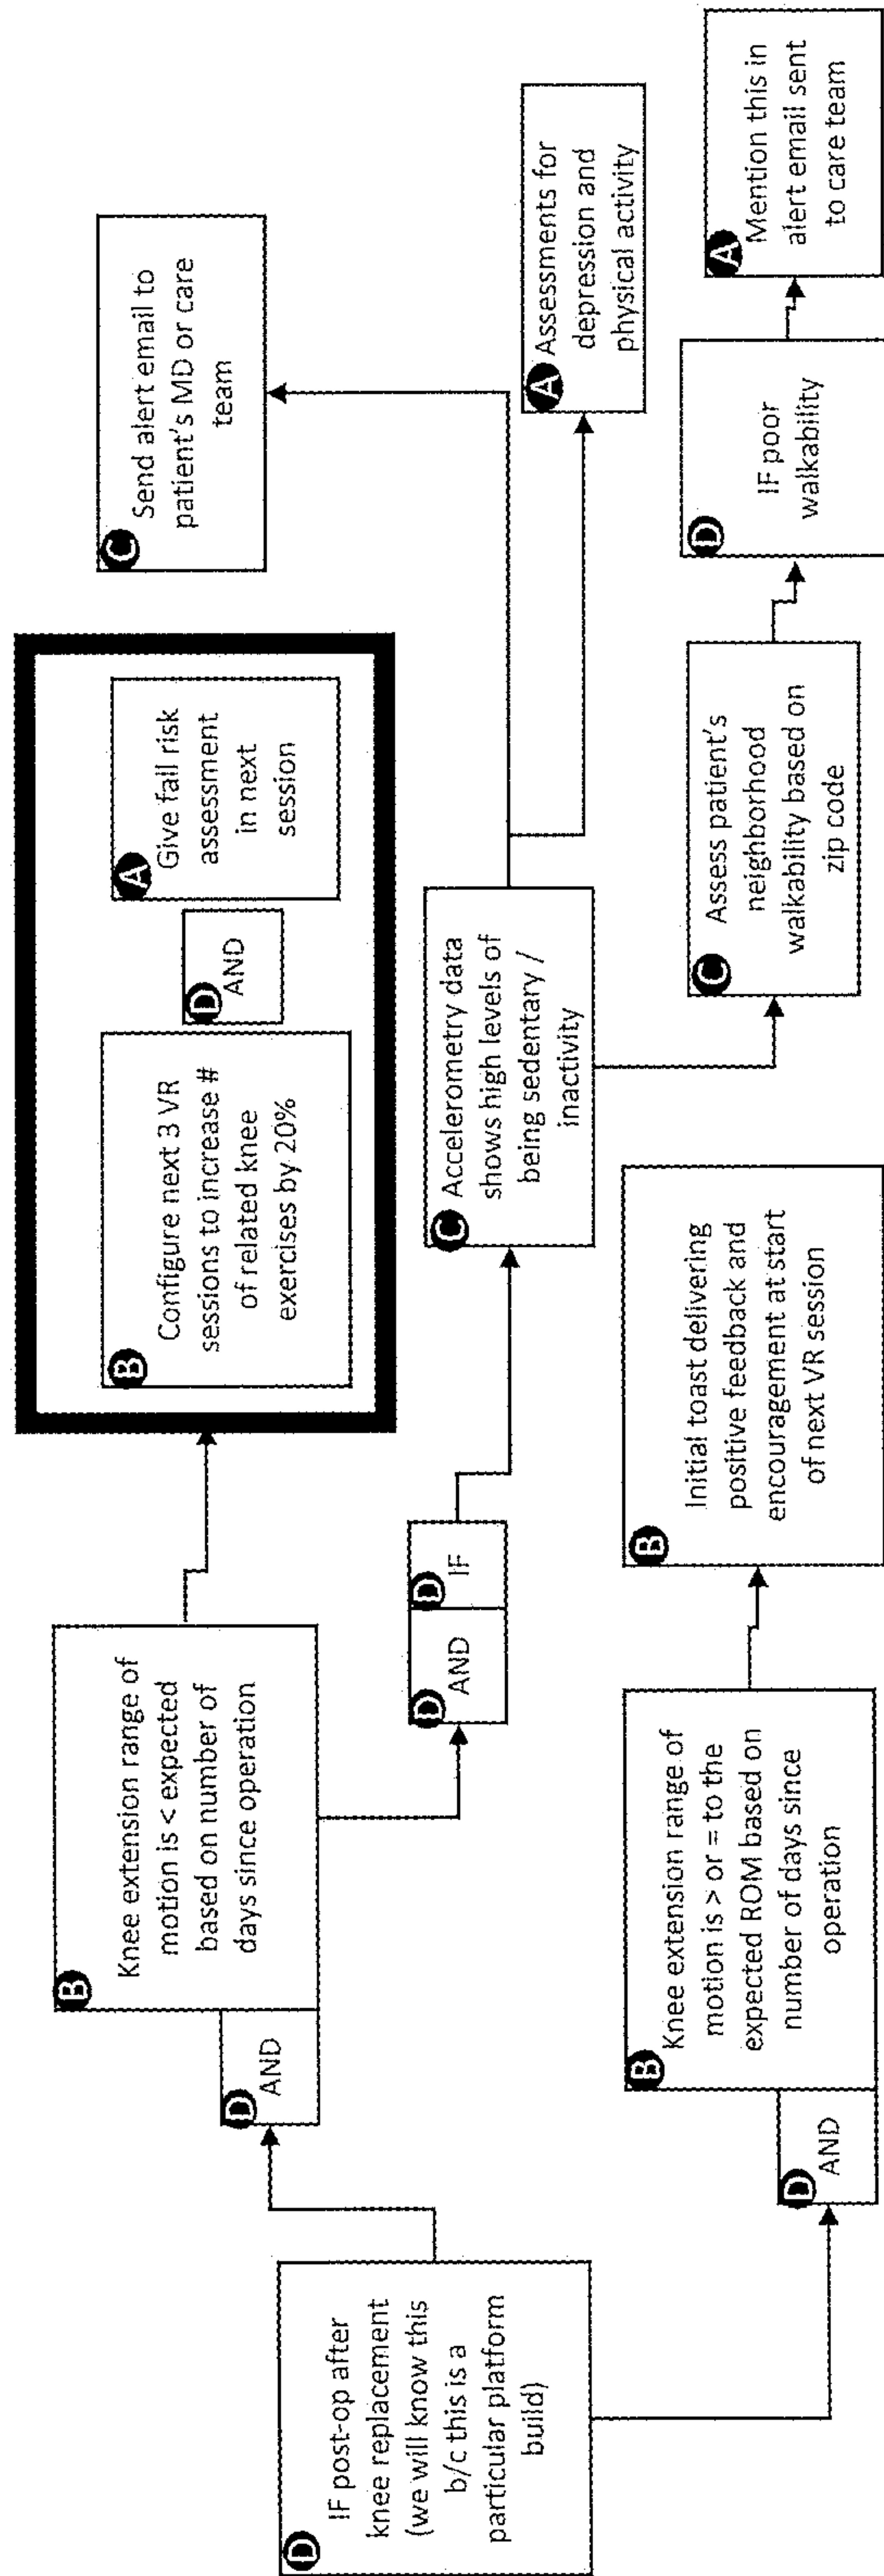 D
IF post-op after
knee replacement
(we will know this
b/c this is a
particular platform
build)
D
AND
B
Knee extension range of
motion is < expected
based on number of
days since operation
B
Configure next 3 VR
sessions to increase #
of related knee
exercises by 20%
D
AND
A
Give fall risk
assessment
in next
session
D
AND
D
IF
C
Accelerometry data
shows high levels of
being sedentary /
inactivity
C
Send alert email to
patient's MD or care
team
A
Assessments for
depression and
physical activity
C
Assess patient's
neighborhood
walkability based on
zip code
D
IF poor
walkability
A
Mention this in
alert email sent
to care team
D
AND
B
Knee extension range of
motion is > or = to the
expected ROM based on
number of days since
operation
B
Initial toast delivering
positive feedback and
encouragement at start
of next VR session